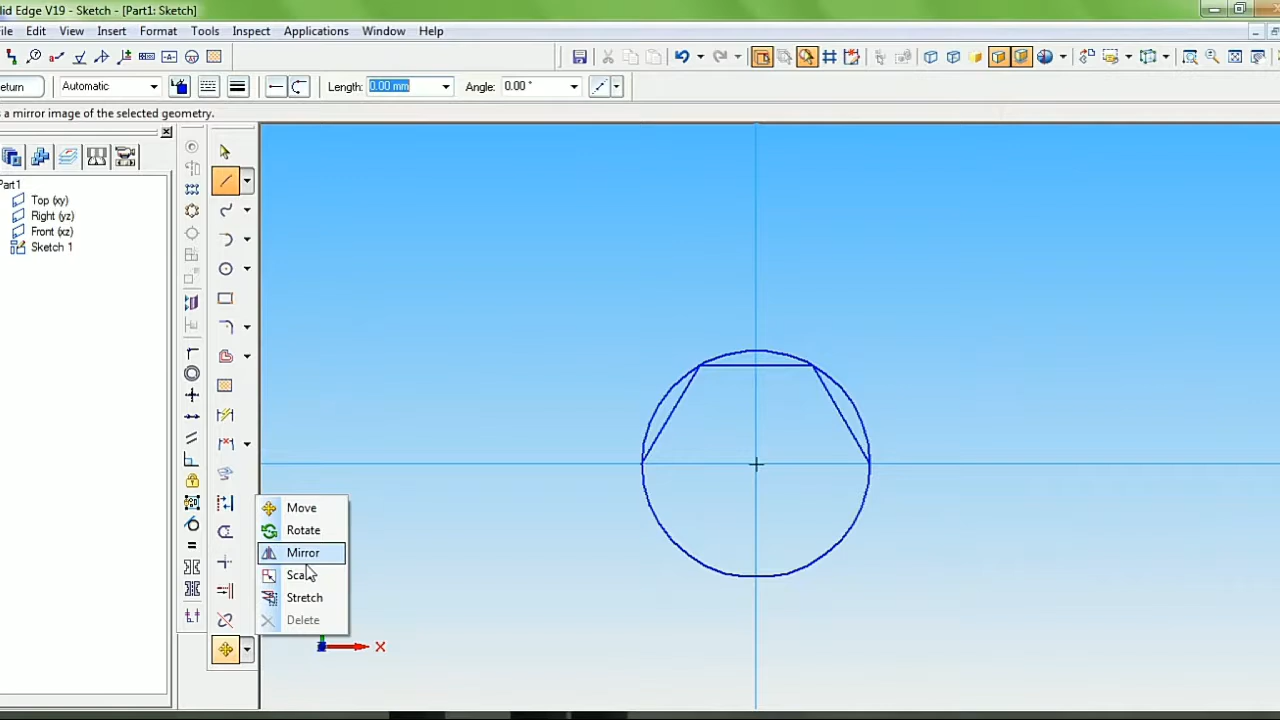 lid Edge V19 - Sketch - [Part1: Sketch]
ile Edit View Insert Format Tools Inspect Applications Window Help
eturn Automatic Length: 0.00 mm Angle: 0.00 °
s a mirror image of the selected geometry.
Part1
Top (xy)
Right (yz)
Front (xz)
Sketch 1
Move
Rotate
Mirror
Sca
Stretch
Delete
X